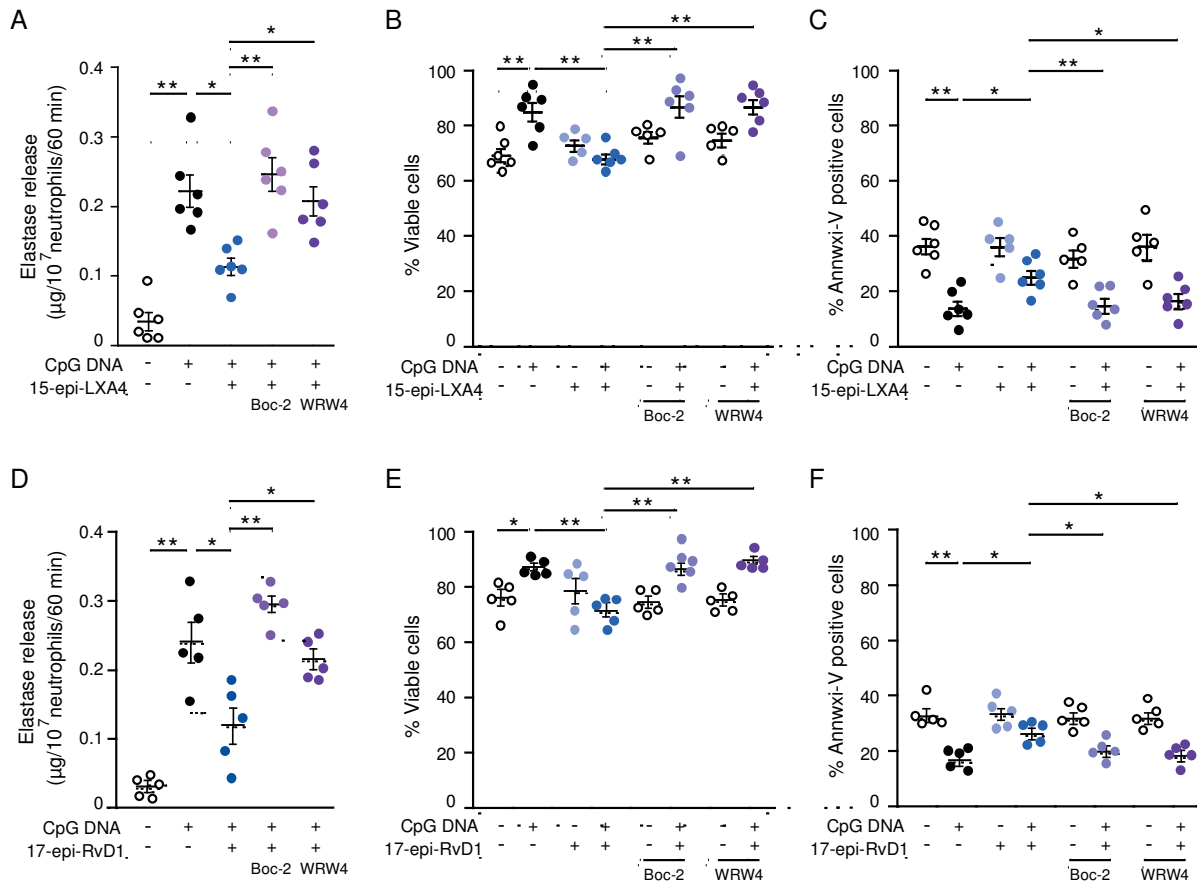 A
Elastase release
(µg/10⁷ neutrophils/60 min)
0.4
0.3
0.2
0.1
0
** * ** *
CpG DNA - + + + +
15-epi-LXA4 - - + + +
Boc-2 WRW4
B
% Viable cells
100
80
60
40
20
0
** ** ** **
CpG DNA - + - + - + - +
15-epi-LXA4 - - + + - + - +
Boc-2 WRW4
C
% Annwxi-V positive cells
100
80
60
40
20
0
** * ** *
CpG DNA - + - + - + - +
15-epi-LXA4 - - + + - + - +
Boc-2 WRW4
D
Elastase release
(µg/10⁷ neutrophils/60 min)
0.4
0.3
0.2
0.1
0
** * ** *
CpG DNA - + + + +
17-epi-RvD1 - - + + +
Boc-2 WRW4
E
% Viable cells
100
80
60
40
20
0
* ** ** **
CpG DNA - + - + - + - +
17-epi-RvD1 - - + + - + - +
Boc-2 WRW4
F
% Annwxi-V positive cells
100
80
60
40
20
0
** * * *
CpG DNA - + - + - + - +
17-epi-RvD1 - - + + - + - +
Boc-2 WRW4